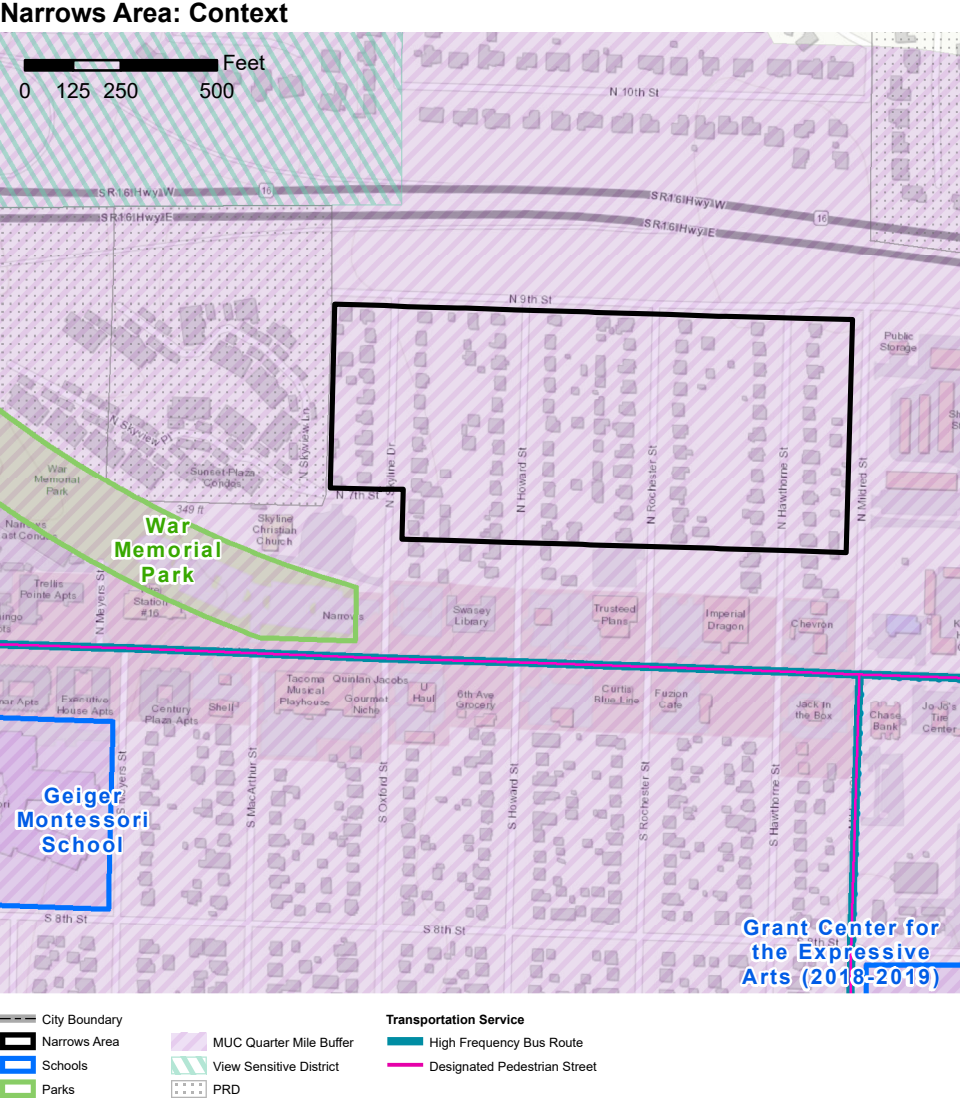 Narrows Area: Context
Feet
0 125 250 500
N 10th St
SR16 Hwy W
16
SR16 Hwy W
SR16 Hwy E
16
SR16 Hwy E
N 9th St
Public
Storage
N Skyview Pl
N Skyview Ln
Sunset Plaza
Condos
N 7th St
N Skyline Dr
N Howard St
N Rochester St
N Hawthorne St
N Mildred St
War
Memorial
Park
349 ft
War
Memorial
Park
Skyline
Christian
Church
Trellis
Pointe Apts
N Meyers St
Station
#16
Swasey
Library
Trusteed
Plans
Imperial
Dragon
Chevron
Executive
House Apts
Century
Plaza Apts
Shell
Tacoma
Musical
Playhouse
Quinlan Jacobs
Gourmet
Niche
U
Haul
6th Ave
Grocery
Curtis
Blue Line
Fuzion
Cafe
Jack in
the Box
Chase
Bank
Jo-Jo's
Tire
Center
S Meyers St
S MacArthur St
S Oxford St
S Howard St
S Rochester St
S Hawthorne St
Geiger
Montessori
School
S 8th St
S 8th St
Grant Center for
the Expressive
Arts (2018-2019)
City Boundary
Narrows Area
Schools
Parks
MUC Quarter Mile Buffer
View Sensitive District
PRD
Transportation Service
High Frequency Bus Route
Designated Pedestrian Street